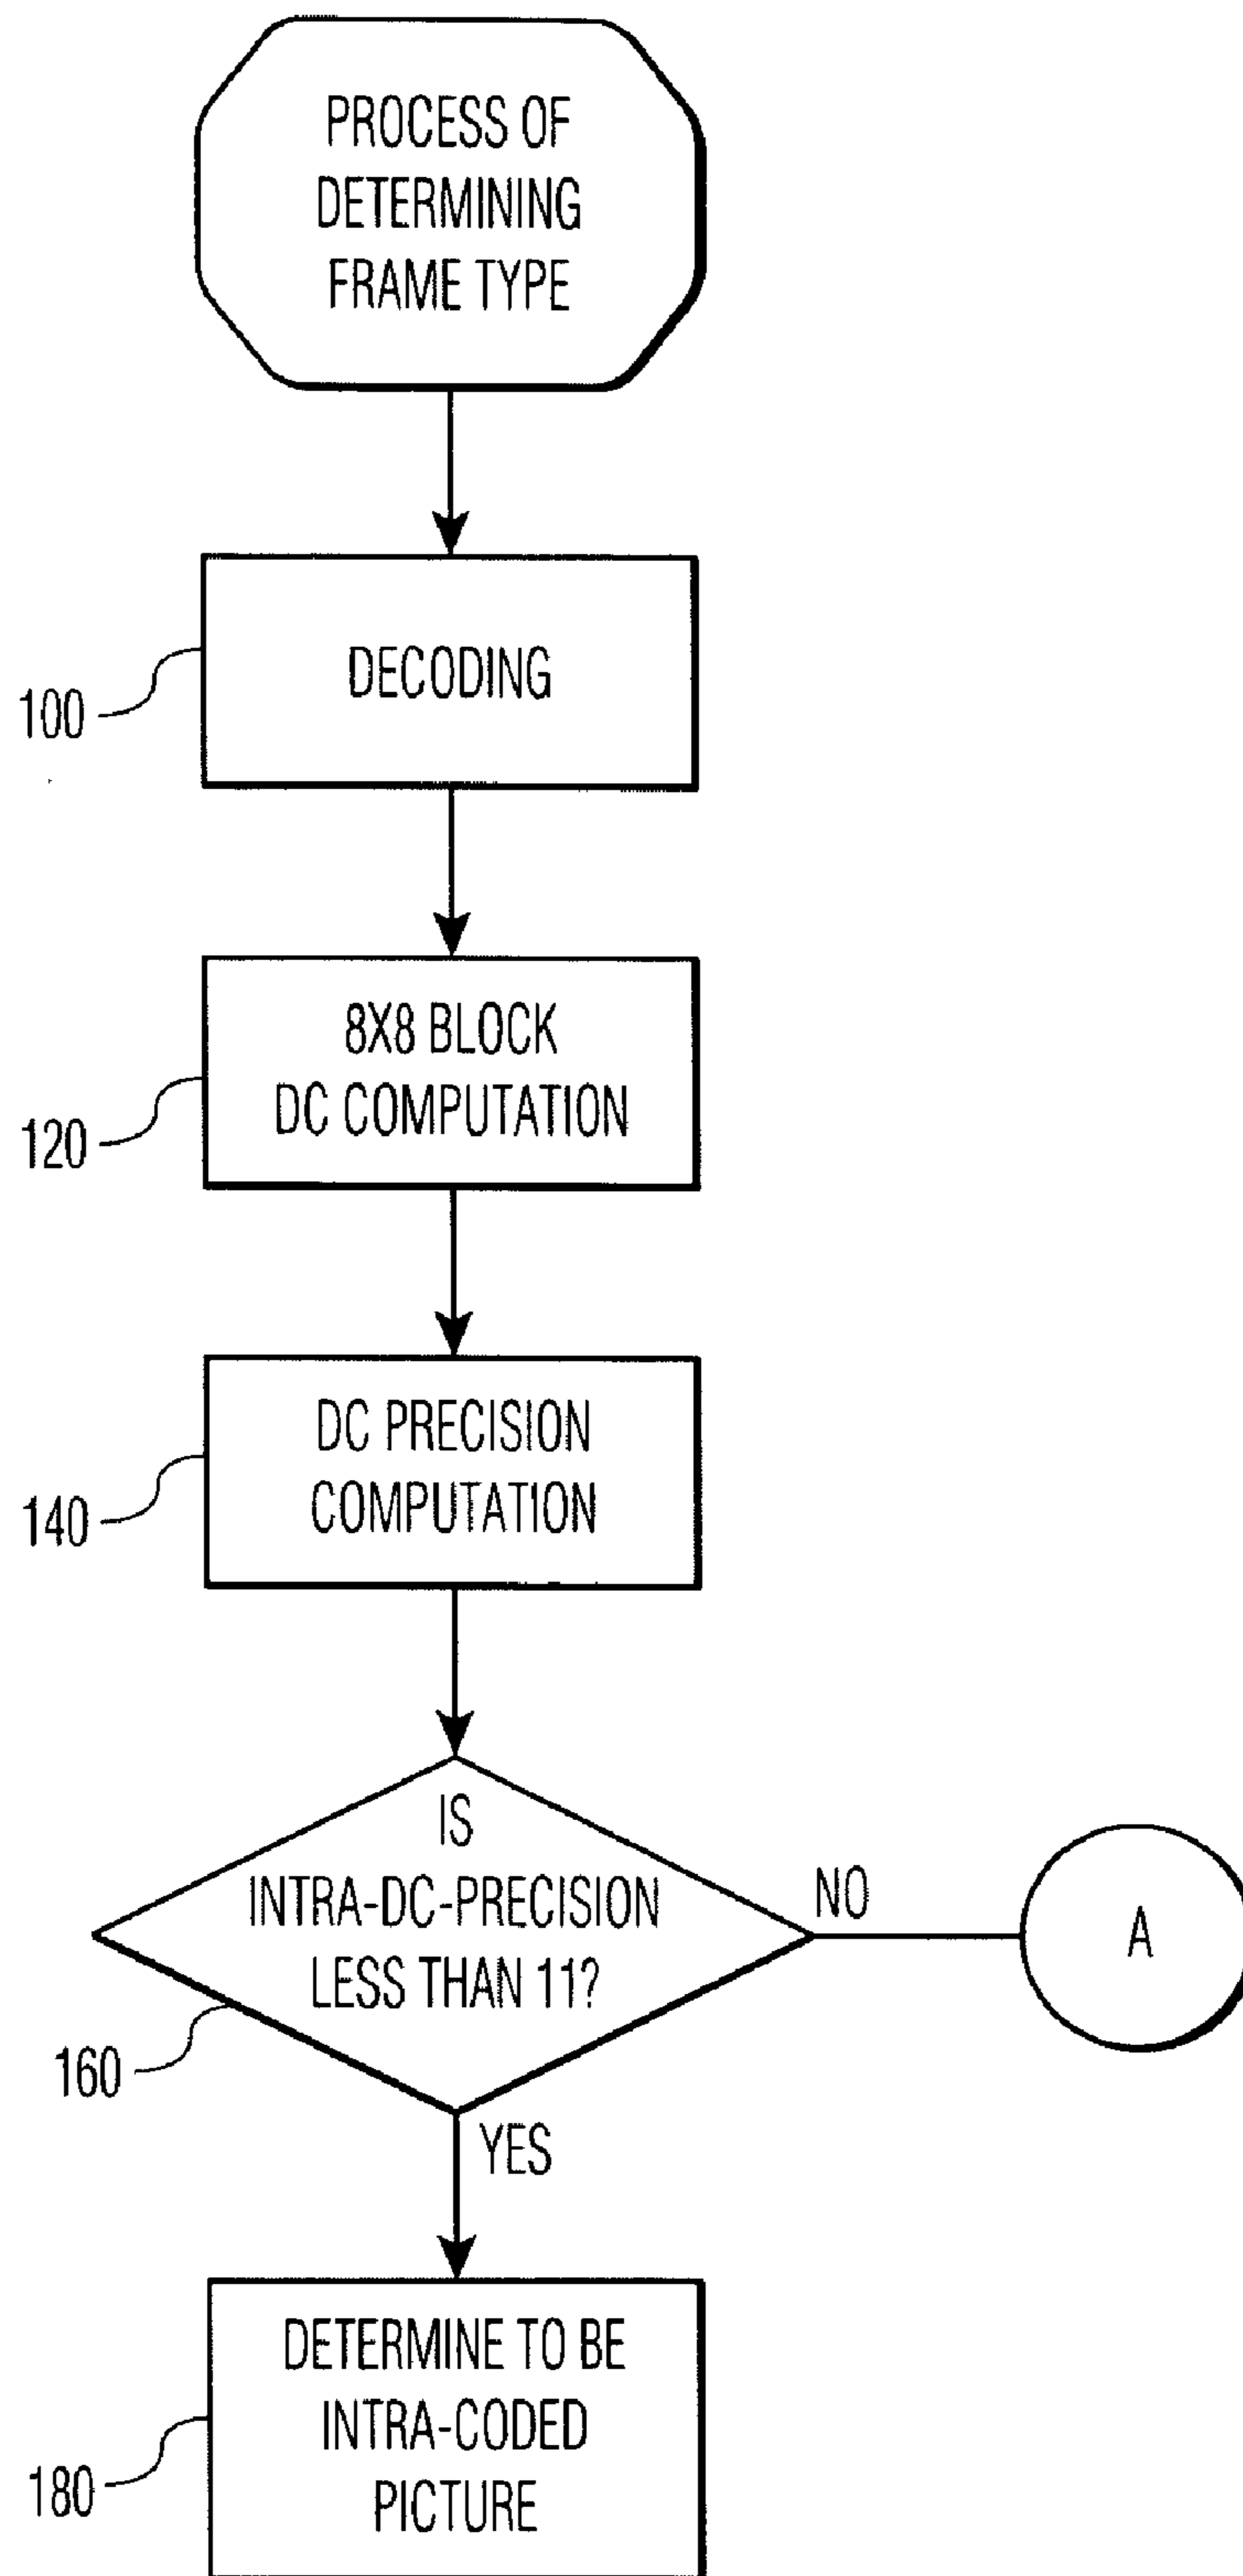 PROCESS OF
DETERMINING
FRAME TYPE
DECODING
100
8X8 BLOCK
DC COMPUTATION
120
DC PRECISION
COMPUTATION
140
IS
INTRA-DC-PRECISION
LESS THAN 11?
NO
A
160
YES
DETERMINE TO BE
INTRA-CODED
PICTURE
180